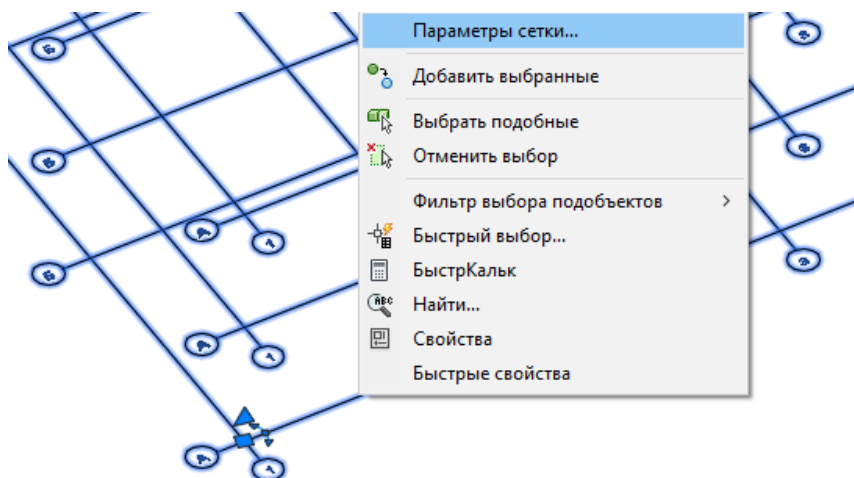 Параметры сетки...
Добавить выбранные
Выбрать подобные
Отменить выбор
Фильтр выбора подобъектов
Быстрый выбор...
БыстрКальк
Найти...
Свойства
Быстрые свойства